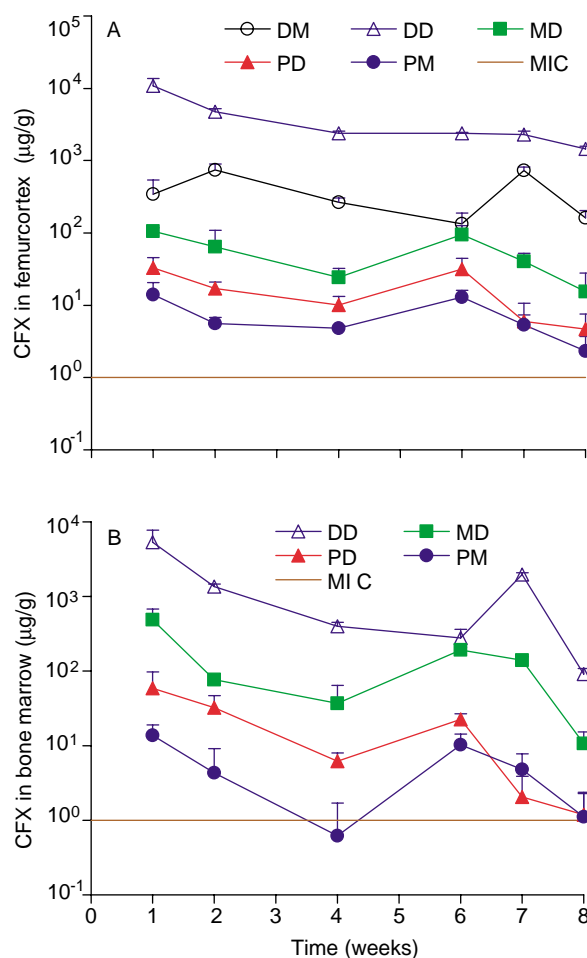 A
DM DD MD
PD PM MIC
CFX in femurcortex (µg/g)
10^5
10^4
10^3
10^2
10^1
10^0
10^-1
B
DD MD
PD PM
MI C
CFX in bone marrow (µg/g)
10^4
10^3
10^2
10^1
10^0
10^-1
0 1 2 3 4 5 6 7 8
Time (weeks)